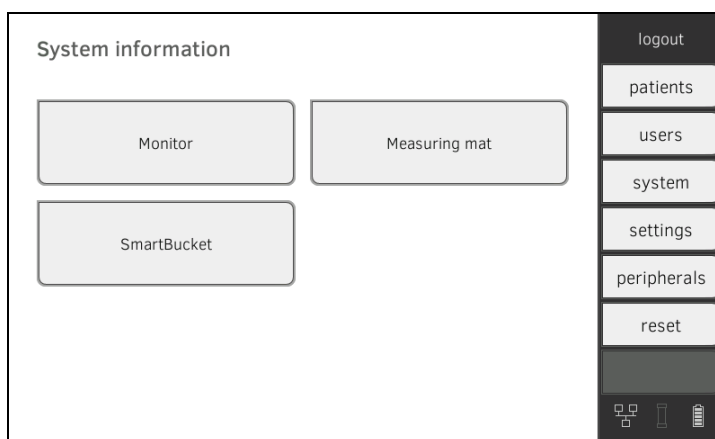 System information
Monitor
Measuring mat
SmartBucket
logout
patients
users
system
settings
peripherals
reset